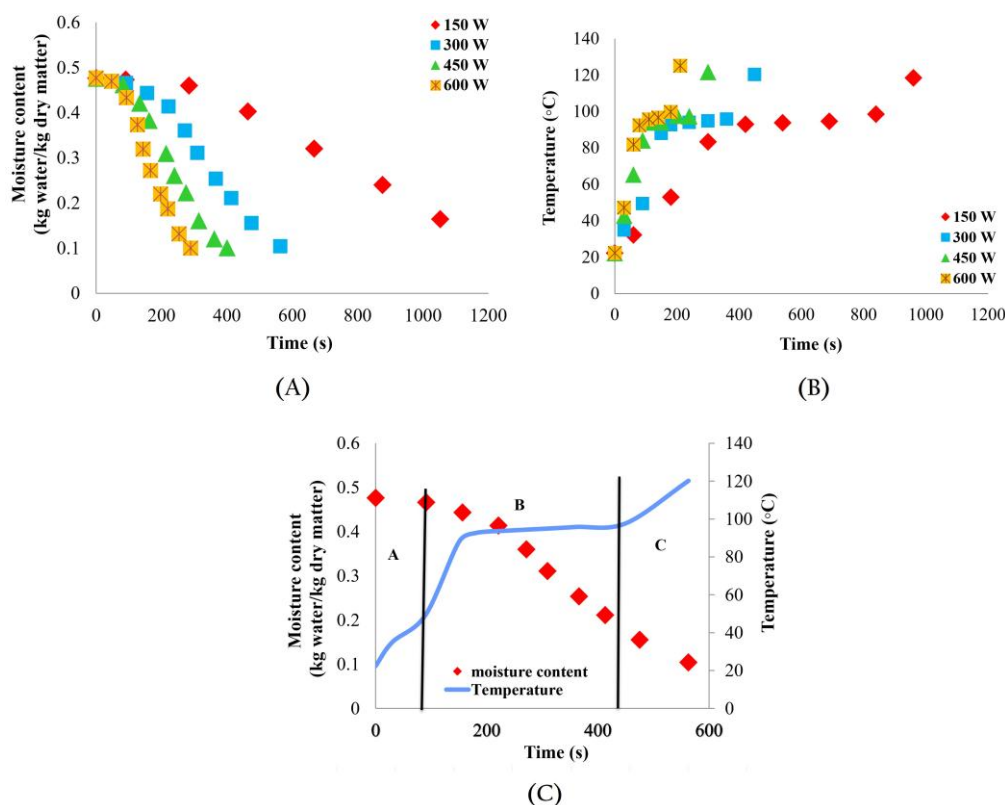 0.6
0.5
0.4
0.3
0.2
0.1
0
0 200 400 600 800 1000 1200
Moisture content
(kg water/kg dry matter)
Time (s)
150 W
300 W
450 W
600 W
(A)
140
120
100
80
60
40
20
0
0 200 400 600 800 1000 1200
Temperature (◦C)
Time (s)
150 W
300 W
450 W
600 W
(B)
0.6
0.5
0.4
0.3
0.2
0.1
0
0 200 400 600
Moisture content
(kg water/kg dry matter)
A
B
C
moisture content
Temperature
140
120
100
80
60
40
20
0
Temperature (◦C)
Time (s)
(C)